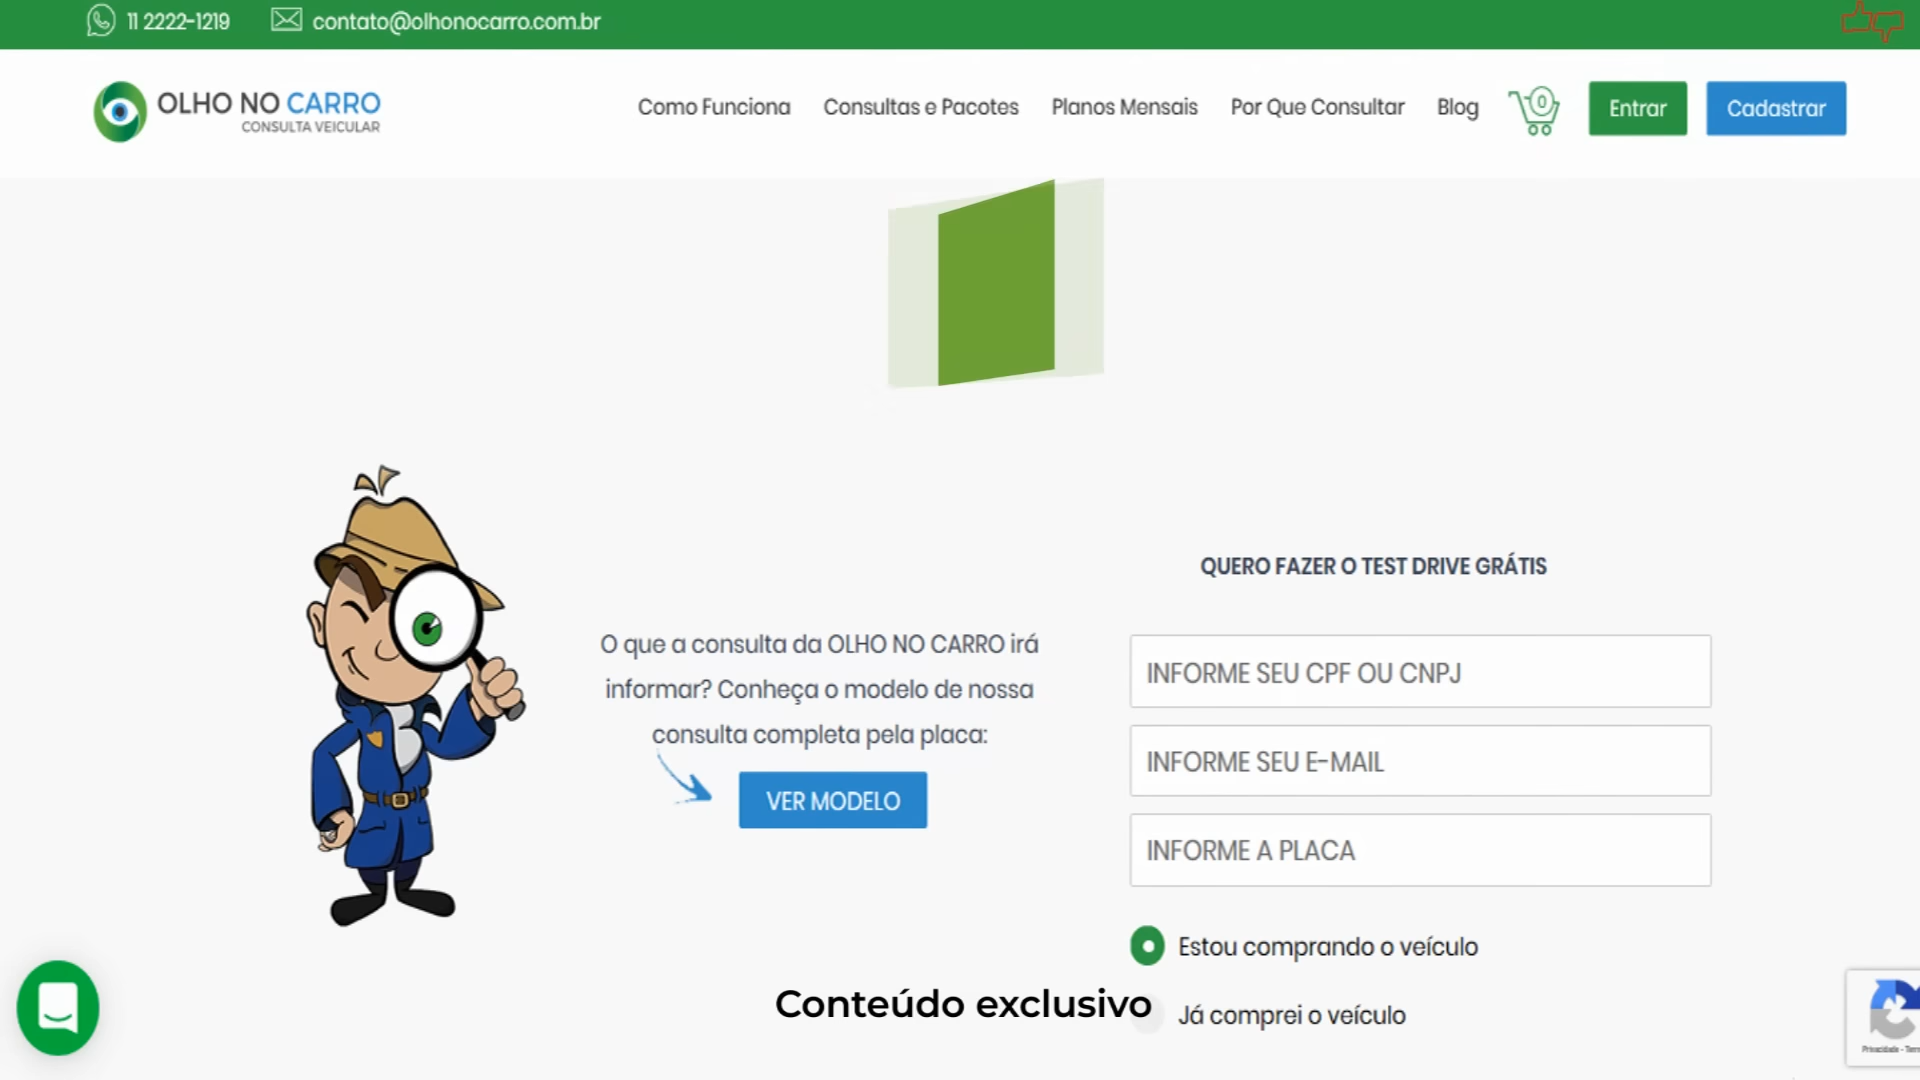 11 2222-1219
contato@olhonocarro.com.br
OLHO NO CARRO
CONSULTA VEICULAR
Como Funciona
Consultas e Pacotes
Planos Mensais
Por Que Consultar
Blog
0
Entrar
Cadastrar
QUERO FAZER O TEST DRIVE GRÁTIS
O que a consulta da OLHO NO CARRO irá
informar? Conheça o modelo de nossa
consulta completa pela placa:
VER MODELO
INFORME SEU CPF OU CNPJ
INFORME SEU E-MAIL
INFORME A PLACA
Estou comprando o veículo
Já comprei o veículo
Conteúdo exclusivo